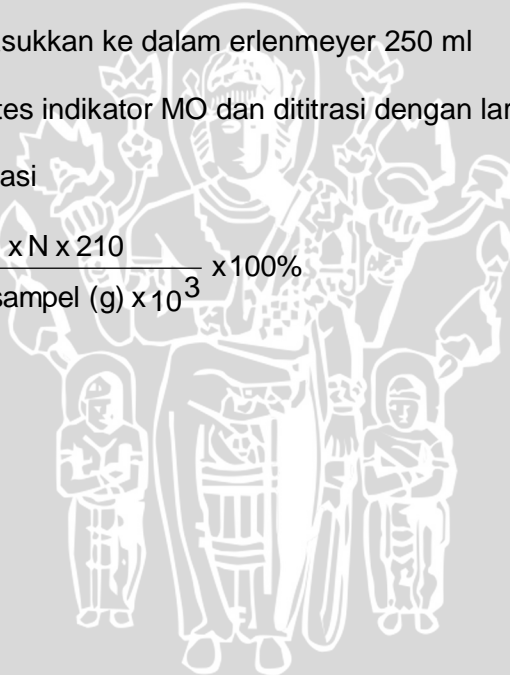 sukkan ke dalam erlenmeyer 250 ml
tes indikator MO dan dititrasi dengan lar
asi
x N x 210
sampel (g) x 10³ x 100%